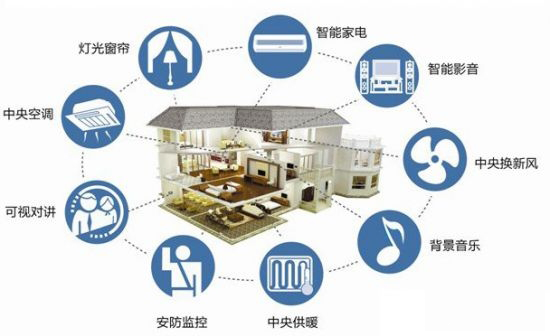 智能家电
灯光窗帘
智能影音
中央空调
中央换新风
可视对讲
背景音乐
安防监控
中央供暖